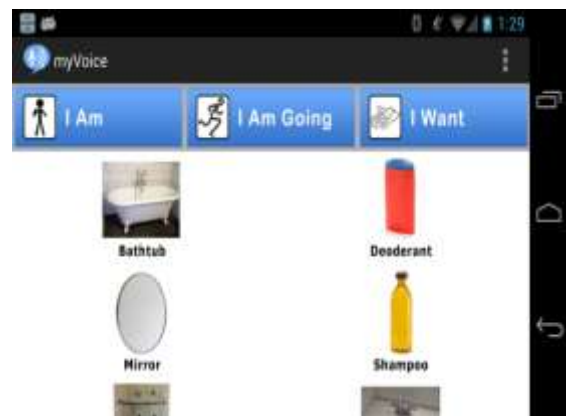 1:29
myVoice
I Am
I Am Going
I Want
Bathtub
Deoderant
Mirror
Shampoo